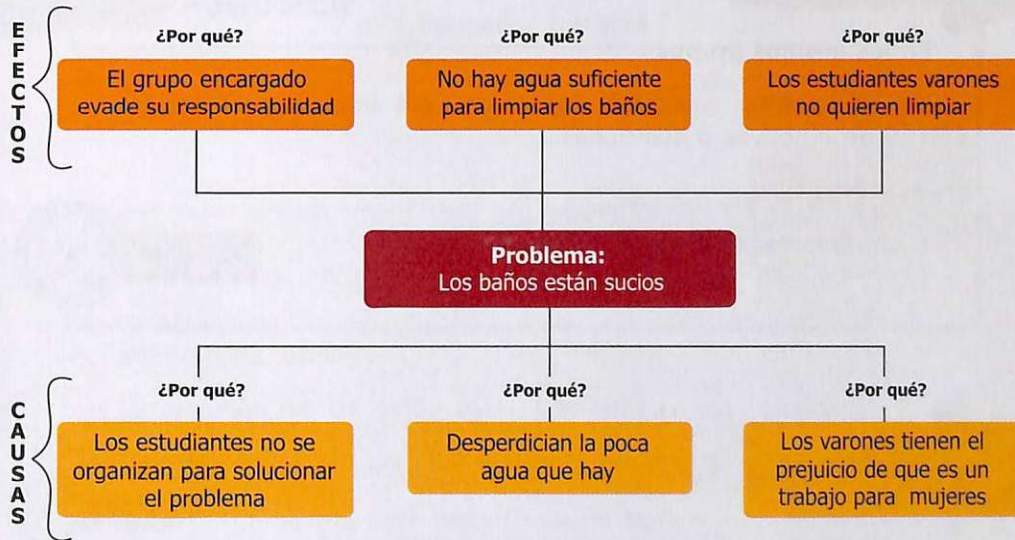 EFECTOS
¿Por qué?
El grupo encargado
evade su responsabilidad
¿Por qué?
No hay agua suficiente
para limpiar los baños
¿Por qué?
Los estudiantes varones
no quieren limpiar
Problema:
Los baños están sucios
CAUSAS
¿Por qué?
Los estudiantes no se
organizan para solucionar
el problema
¿Por qué?
Desperdician la poca
agua que hay
¿Por qué?
Los varones tienen el
prejuicio de que es un
trabajo para mujeres